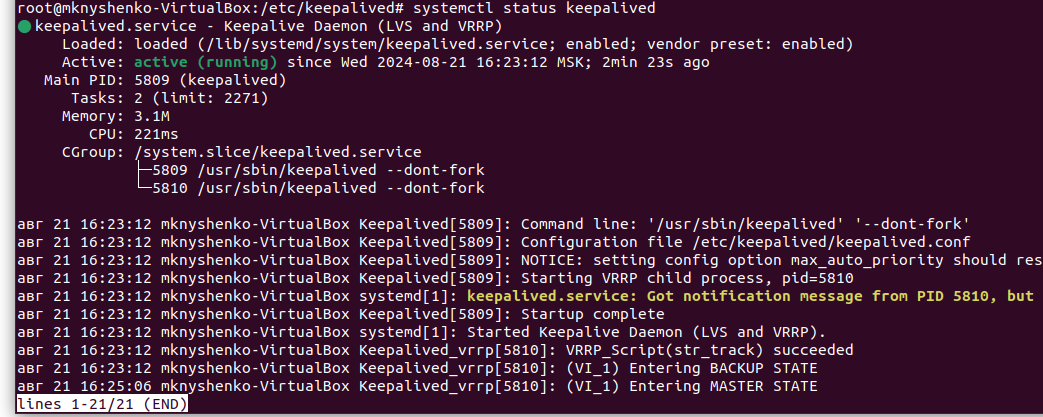 root@mknyshenko-VirtualBox:/etc/keepalived# systemctl status keepalived
● keepalived.service - Keepalive Daemon (LVS and VRRP)
Loaded: loaded (/lib/systemd/system/keepalived.service; enabled; vendor preset: enabled)
Active: active (running) since Wed 2024-08-21 16:23:12 MSK; 2min 23s ago
Main PID: 5809 (keepalived)
Tasks: 2 (limit: 2271)
Memory: 3.1M
CPU: 221ms
CGroup: /system.slice/keepalived.service
├─5809 /usr/sbin/keepalived --dont-fork
└─5810 /usr/sbin/keepalived --dont-fork
авг 21 16:23:12 mknyshenko-VirtualBox Keepalived[5809]: Command line: '/usr/sbin/keepalived' '--dont-fork'
авг 21 16:23:12 mknyshenko-VirtualBox Keepalived[5809]: Configuration file /etc/keepalived/keepalived.conf
авг 21 16:23:12 mknyshenko-VirtualBox Keepalived[5809]: NOTICE: setting config option max_auto_priority should res
авг 21 16:23:12 mknyshenko-VirtualBox Keepalived[5809]: Starting VRRP child process, pid=5810
авг 21 16:23:12 mknyshenko-VirtualBox systemd[1]: keepalived.service: Got notification message from PID 5810, but
авг 21 16:23:12 mknyshenko-VirtualBox Keepalived[5809]: Startup complete
авг 21 16:23:12 mknyshenko-VirtualBox systemd[1]: Started Keepalive Daemon (LVS and VRRP).
авг 21 16:23:12 mknyshenko-VirtualBox Keepalived_vrrp[5810]: VRRP_Script(str_track) succeeded
авг 21 16:23:12 mknyshenko-VirtualBox Keepalived_vrrp[5810]: (VI_1) Entering BACKUP STATE
авг 21 16:25:06 mknyshenko-VirtualBox Keepalived_vrrp[5810]: (VI_1) Entering MASTER STATE
lines 1-21/21 (END)